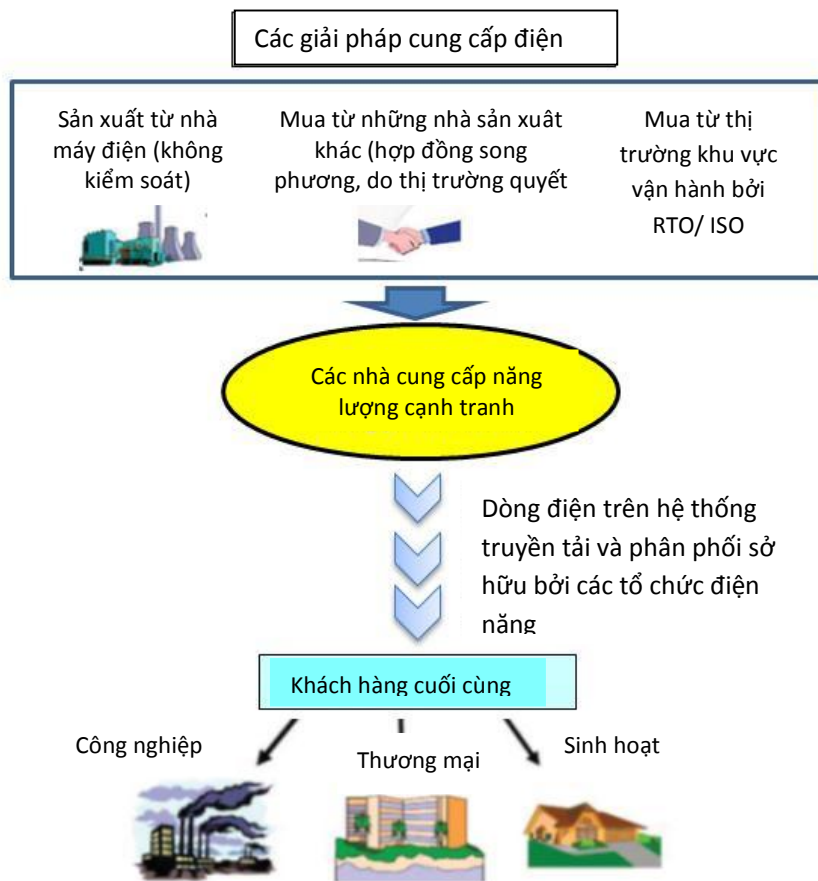 Các giải pháp cung cấp điện
Sản xuất từ nhà
máy điện (không
kiểm soát)
Mua từ những nhà sản xuât
khác (hợp đồng song
phương, do thị trường quyết
Mua từ thị
trường khu vực
vận hành bởi
RTO/ ISO
Các nhà cung cấp năng
lượng cạnh tranh
Dòng điện trên hệ thống
truyền tải và phân phối sở
hữu bởi các tổ chức điện
năng
Khách hàng cuối cùng
Công nghiệp
Thương mại
Sinh hoạt